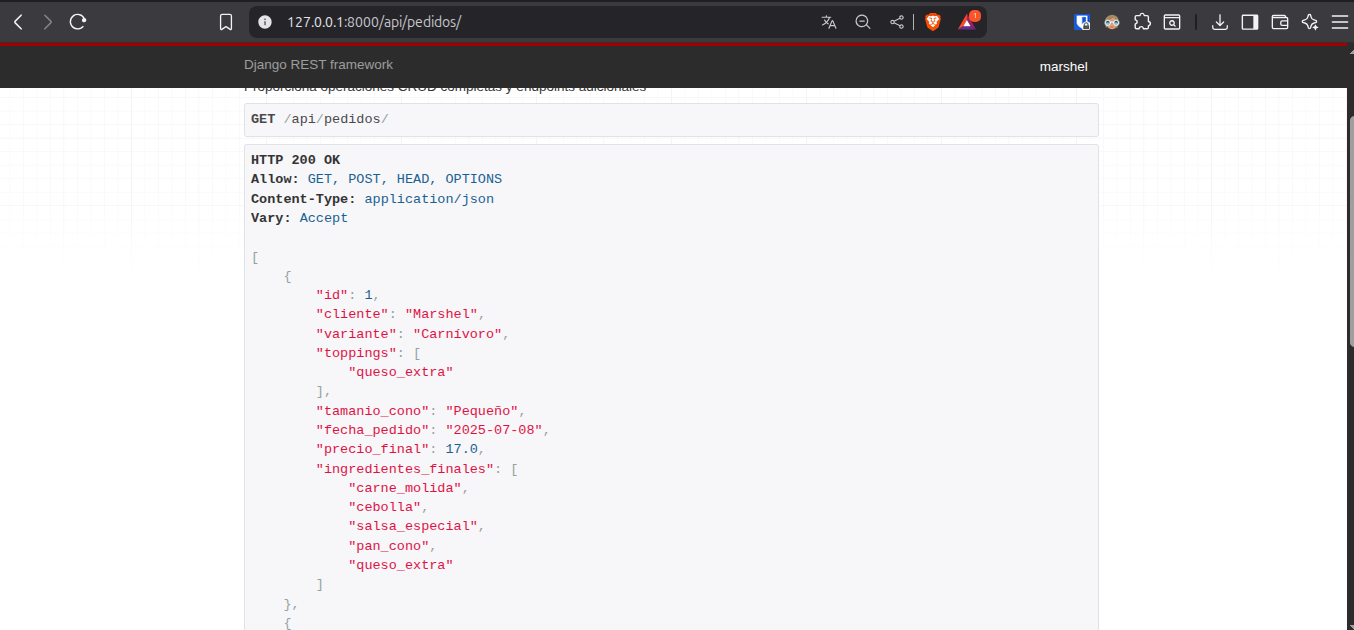 127.0.0.1:8000/api/pedidos/
1
Django REST framework
marshel
Proporciona operaciones CRUD completas y endpoints adicionales
GET /api/pedidos/
HTTP 200 OK
Allow: GET, POST, HEAD, OPTIONS
Content-Type: application/json
Vary: Accept
[
    {
        "id": 1,
        "cliente": "Marshel",
        "variante": "Carnívoro",
        "toppings": [
            "queso_extra"
        ],
        "tamanio_cono": "Pequeño",
        "fecha_pedido": "2025-07-08",
        "precio_final": 17.0,
        "ingredientes_finales": [
            "carne_molida",
            "cebolla",
            "salsa_especial",
            "pan_cono",
            "queso_extra"
        ]
    },
    {